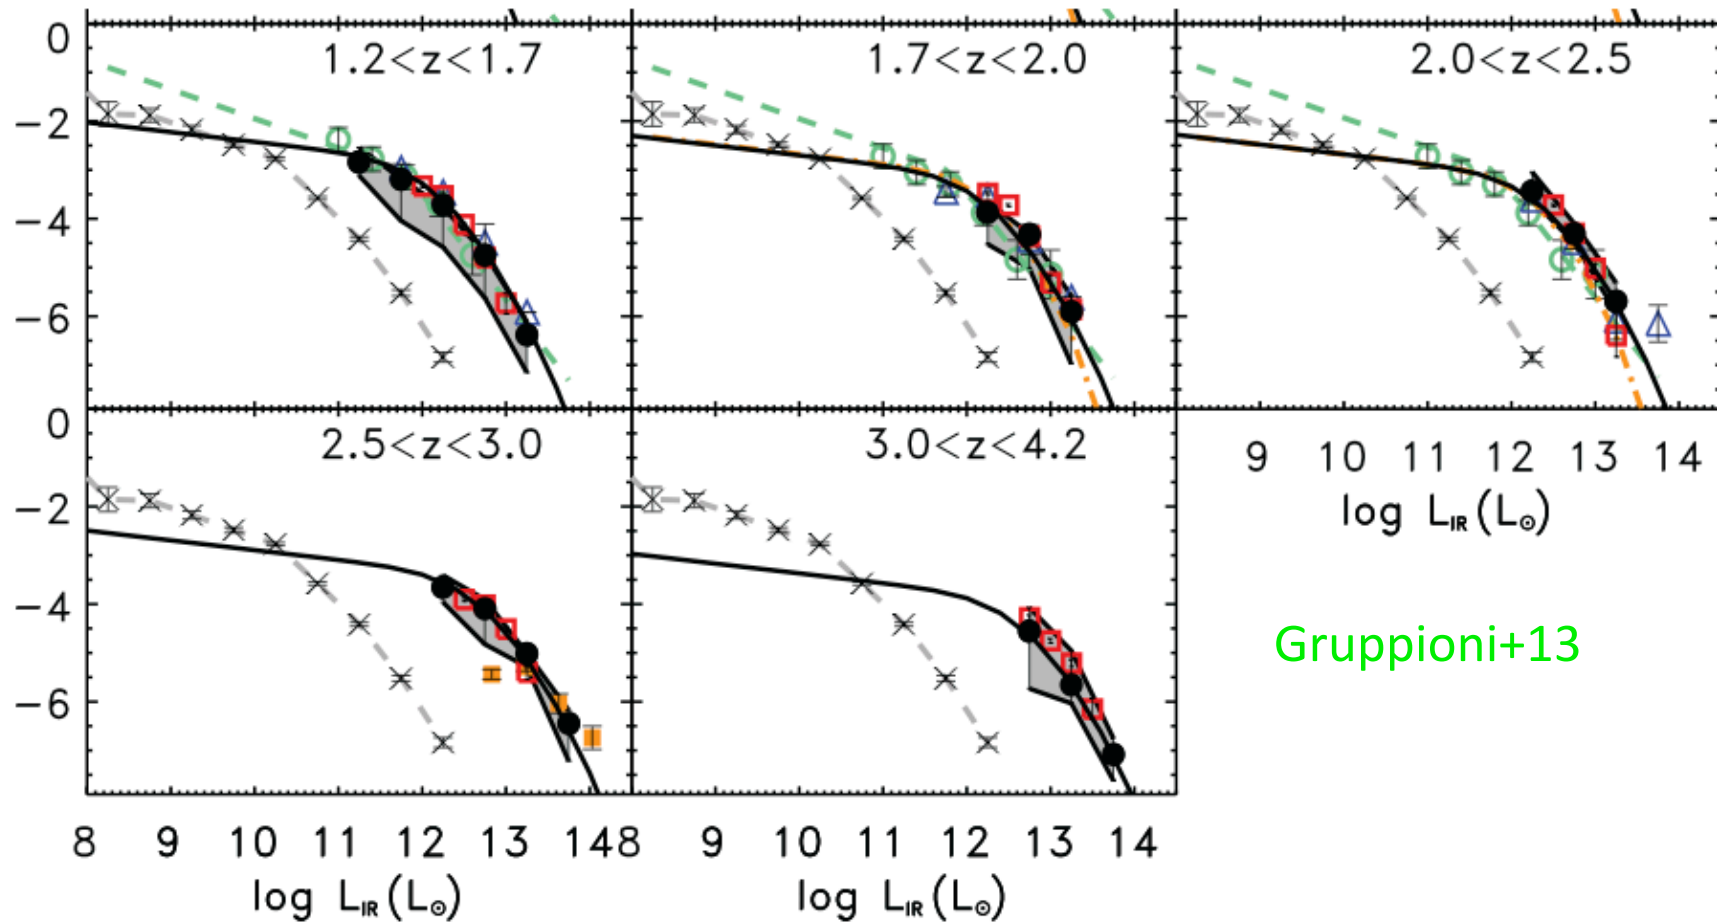 1.2<z<1.7
1.7<z<2.0
2.0<z<2.5
0
−2
−4
−6
2.5<z<3.0
3.0<z<4.2
9 10 11 12 13 14
log L_IR(L⊙)
0
−2
−4
−6
Gruppioni+13
8 9 10 11 12 13 14
8 9 10 11 12 13 14
log L_IR(L⊙)
log L_IR(L⊙)